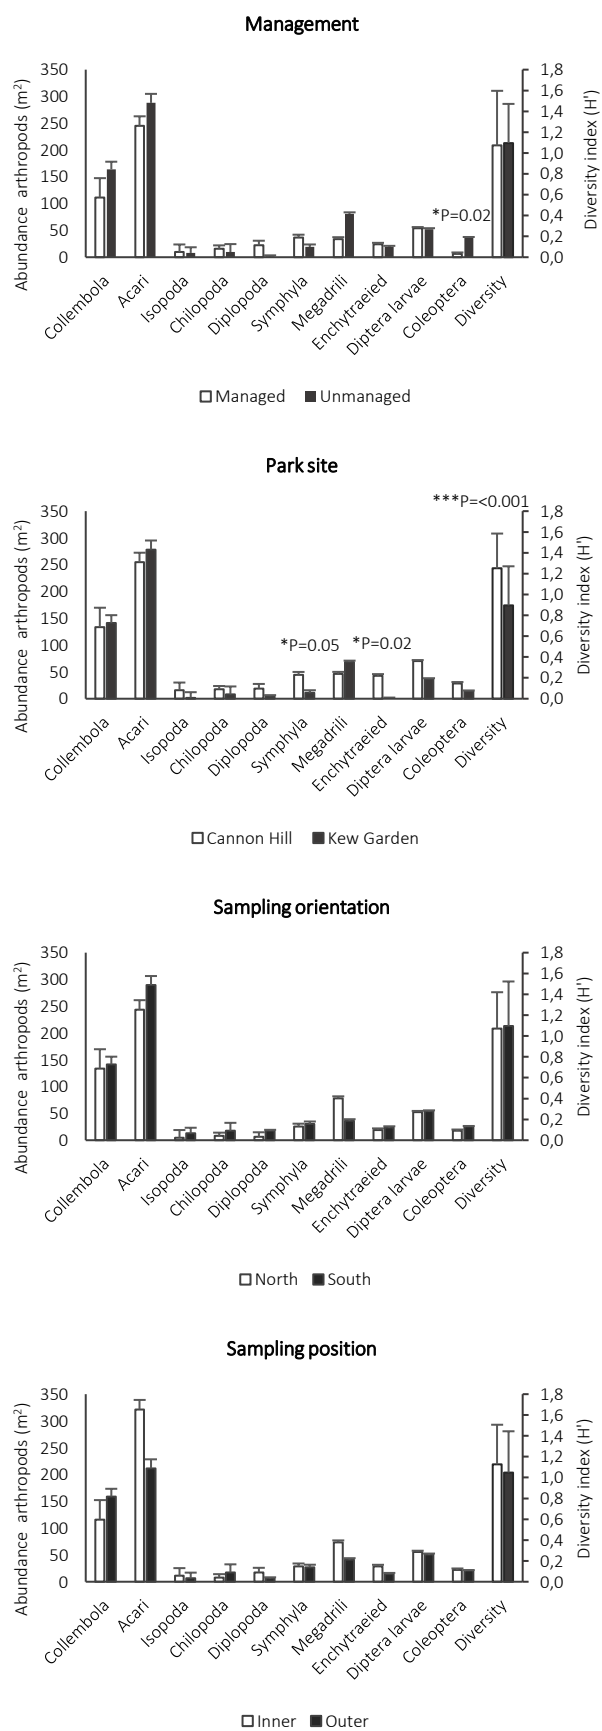 Management
Abundance arthropods (m²)
350
300
250
200
150
100
50
0
1,8
1,6
1,4
1,2
1,0
0,8
0,6
0,4
0,2
0,0
Diversity index (H')
*P=0.02
Collembola
Acari
Isopoda
Chilopoda
Diplopoda
Symphyla
Megadrili
Enchytraeied
Diptera larvae
Coleoptera
Diversity
Managed Unmanaged
Park site
Abundance arthropods (m²)
350
300
250
200
150
100
50
0
1,8
1,6
1,4
1,2
1,0
0,8
0,6
0,4
0,2
0,0
Diversity index (H')
***P=<0.001
*P=0.05 *P=0.02
Collembola
Acari
Isopoda
Chilopoda
Diplopoda
Symphyla
Megadrili
Enchytraeied
Diptera larvae
Coleoptera
Diversity
Cannon Hill Kew Garden
Sampling orientation
Abundance arthropods (m²)
350
300
250
200
150
100
50
0
1,8
1,6
1,4
1,2
1,0
0,8
0,6
0,4
0,2
0,0
Diversity index (H')
Collembola
Acari
Isopoda
Chilopoda
Diplopoda
Symphyla
Megadrili
Enchytraeied
Diptera larvae
Coleoptera
Diversity
North South
Sampling position
Abundance arthropods (m²)
350
300
250
200
150
100
50
0
1,8
1,6
1,4
1,2
1,0
0,8
0,6
0,4
0,2
0,0
Diversity index (H')
Collembola
Acari
Isopoda
Chilopoda
Diplopoda
Symphyla
Megadrili
Enchytraeied
Diptera larvae
Coleoptera
Diversity
Inner Outer